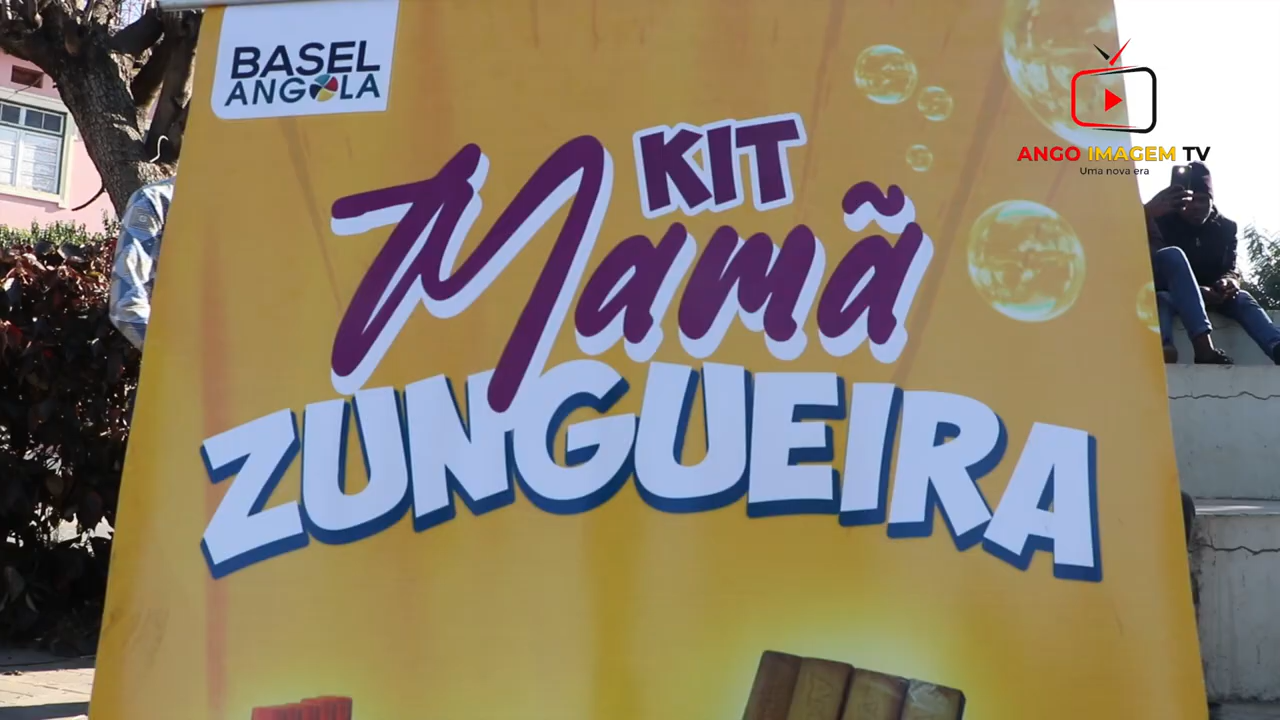 BASEL
ANGOLA
KIT
Mamã
ZUNGUEIRA
ANGO IMAGEM TV
Uma nova era